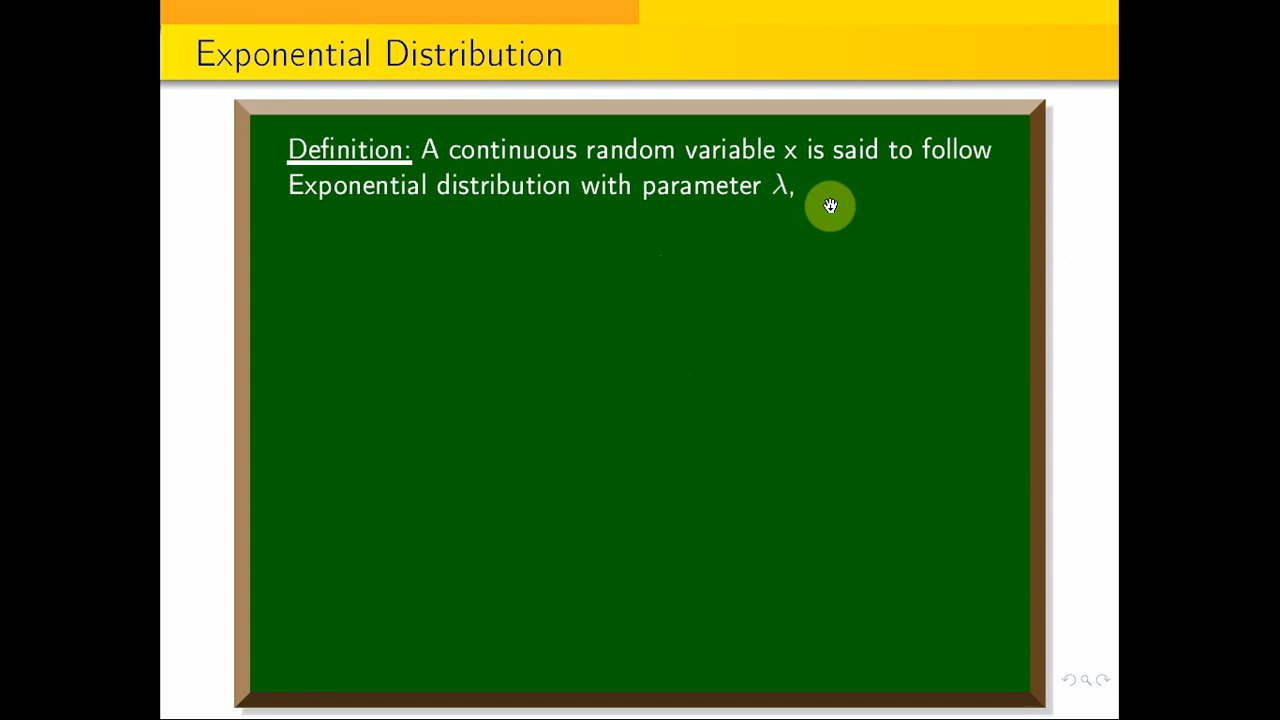 Exponential Distribution
Definition: A continuous random variable x is said to follow
Exponential distribution with parameter λ,